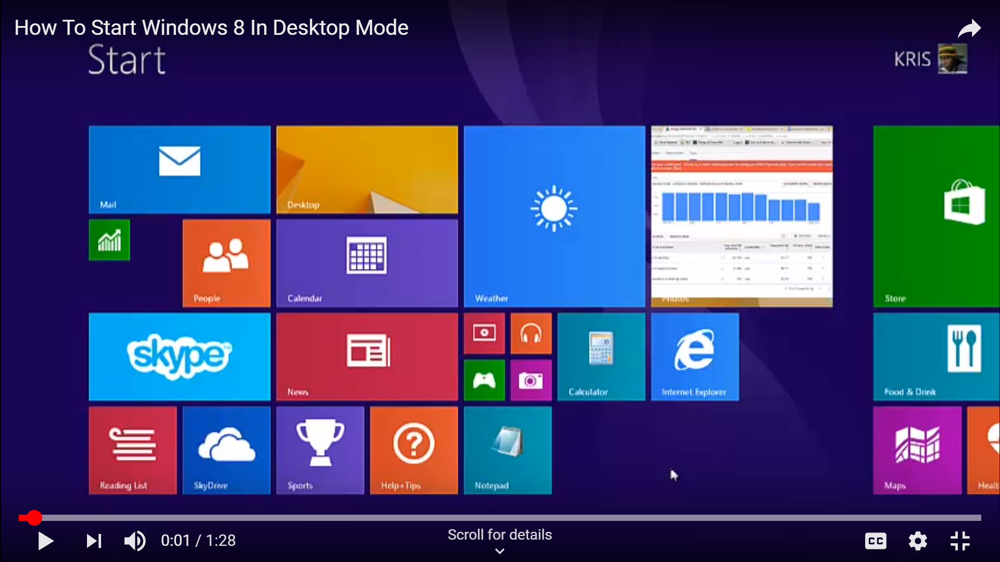 How To Start Windows 8 In Desktop Mode
Start
KRIS
Mail
Desktop
People
Calendar
Weather
Photos
Store
skype
News
Calculator
Internet Explorer
Food & Drink
Reading List
SkyDrive
Sports
Help+Tips
Notepad
Maps
Healt
0:01 / 1:28
Scroll for details
CC